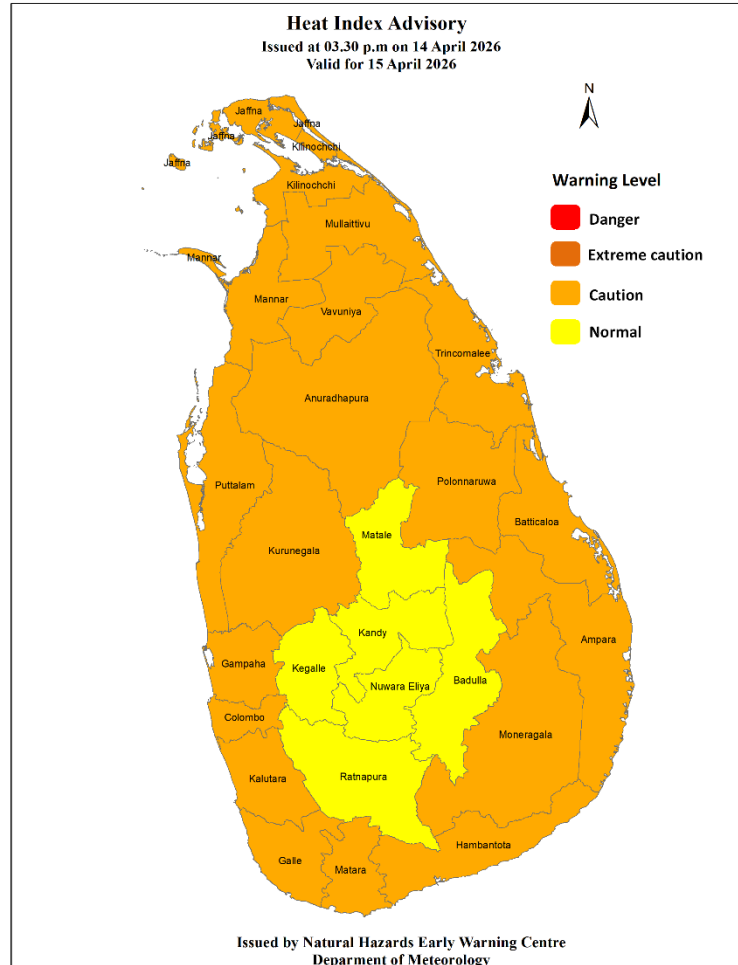 Heat Index Advisory
Issued at 03.30 p.m on 14 April 2026
Valid for 15 April 2026
N
Warning Level
Danger
Extreme caution
Caution
Normal
Jaffna
Jaffna
Jaffna
Kilinochchi
Jaffna
Kilinochchi
Mullaittivu
Mannar
Mannar
Vavuniya
Trincomalee
Anuradhapura
Puttalam
Polonnaruwa
Batticaloa
Matale
Kurunegala
Kandy
Ampara
Gampaha
Kegalle
Nuwara Eliya
Badulla
Colombo
Moneragala
Kalutara
Ratnapura
Hambantota
Galle
Matara
Issued by Natural Hazards Early Warning Centre
Deparment of Meteorology